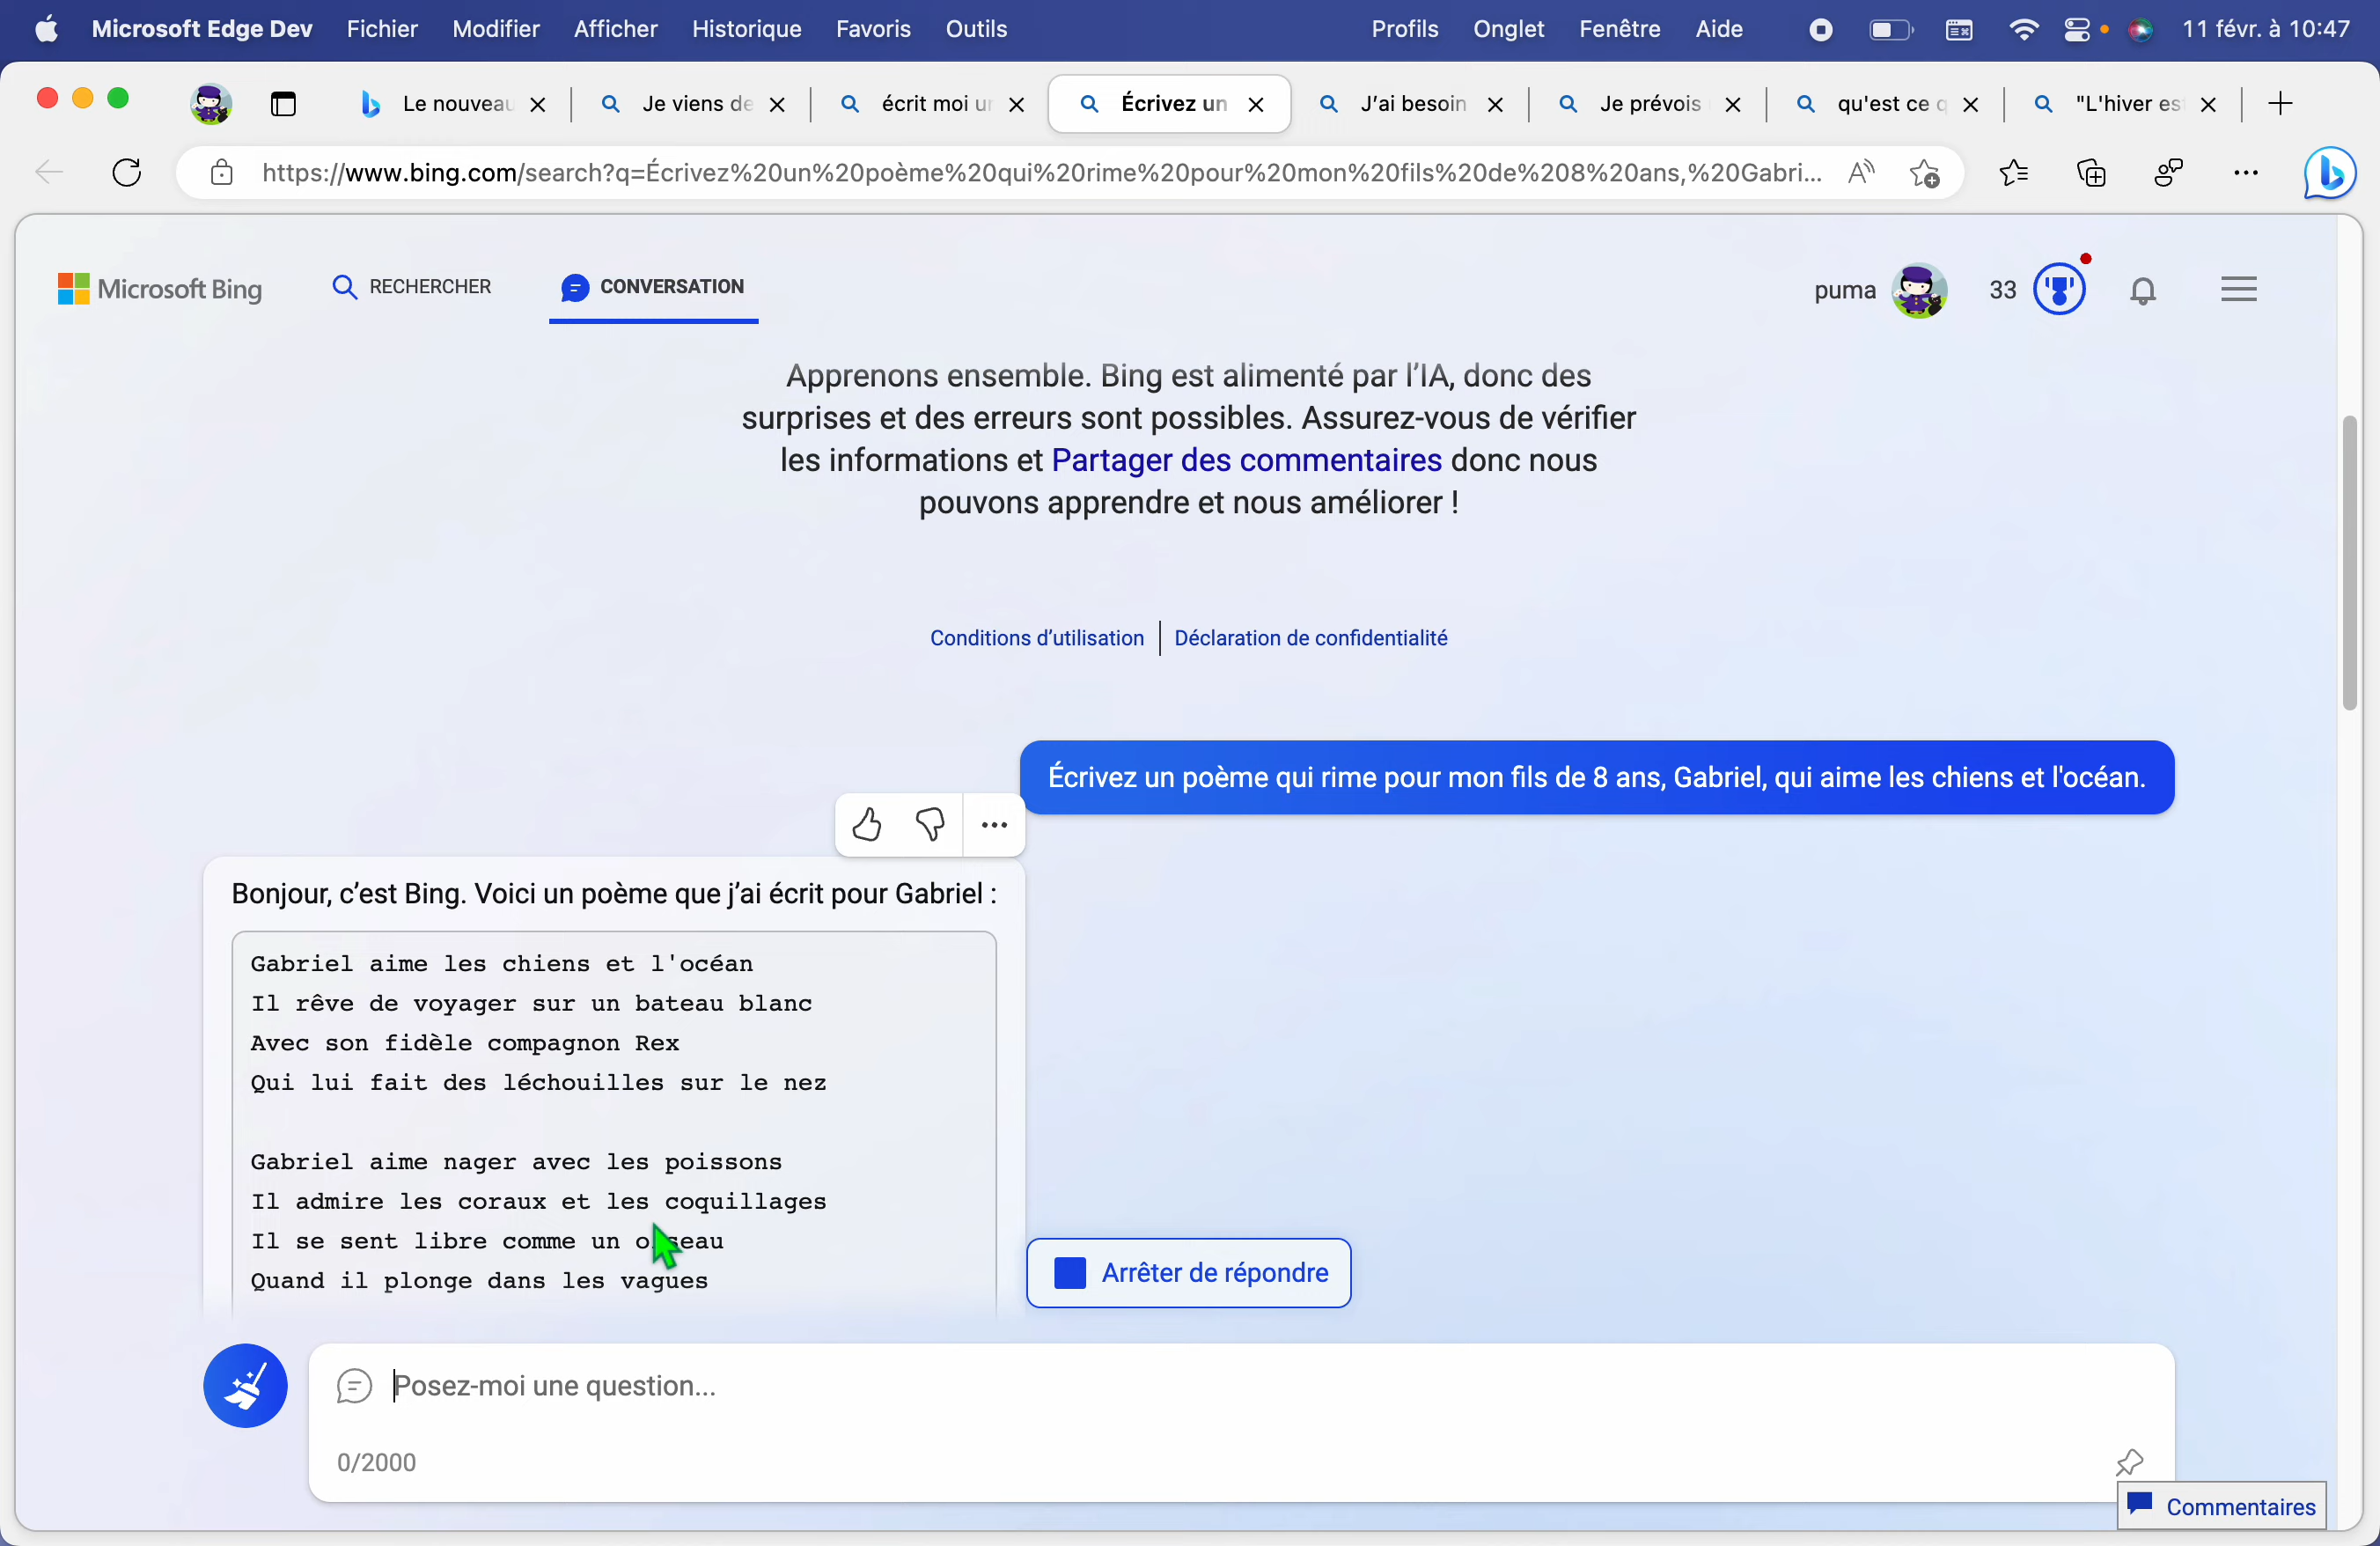 Microsoft Edge Dev Fichier Modifier Afficher Historique Favoris Outils Profils Onglet Fenêtre Aide 11 févr. à 10:47
Le nouveau Je viens de écrit moi un Écrivez un J'ai besoin Je prévois qu'est ce q "L'hiver es
https://www.bing.com/search?q=Écrivez%20un%20poème%20qui%20rime%20pour%20mon%20fils%20de%208%20ans,%20Gabri...
Microsoft Bing RECHERCHER CONVERSATION puma 33
Apprenons ensemble. Bing est alimenté par l'IA, donc des
surprises et des erreurs sont possibles. Assurez-vous de vérifier
les informations et Partager des commentaires donc nous
pouvons apprendre et nous améliorer !
Conditions d'utilisation Déclaration de confidentialité
Écrivez un poème qui rime pour mon fils de 8 ans, Gabriel, qui aime les chiens et l'océan.
Bonjour, c'est Bing. Voici un poème que j'ai écrit pour Gabriel :
Gabriel aime les chiens et l'océan
Il rêve de voyager sur un bateau blanc
Avec son fidèle compagnon Rex
Qui lui fait des léchouilles sur le nez
Gabriel aime nager avec les poissons
Il admire les coraux et les coquillages
Il se sent libre comme un oiseau
Quand il plonge dans les vagues
Arrêter de répondre
Posez-moi une question...
0/2000
Commentaires